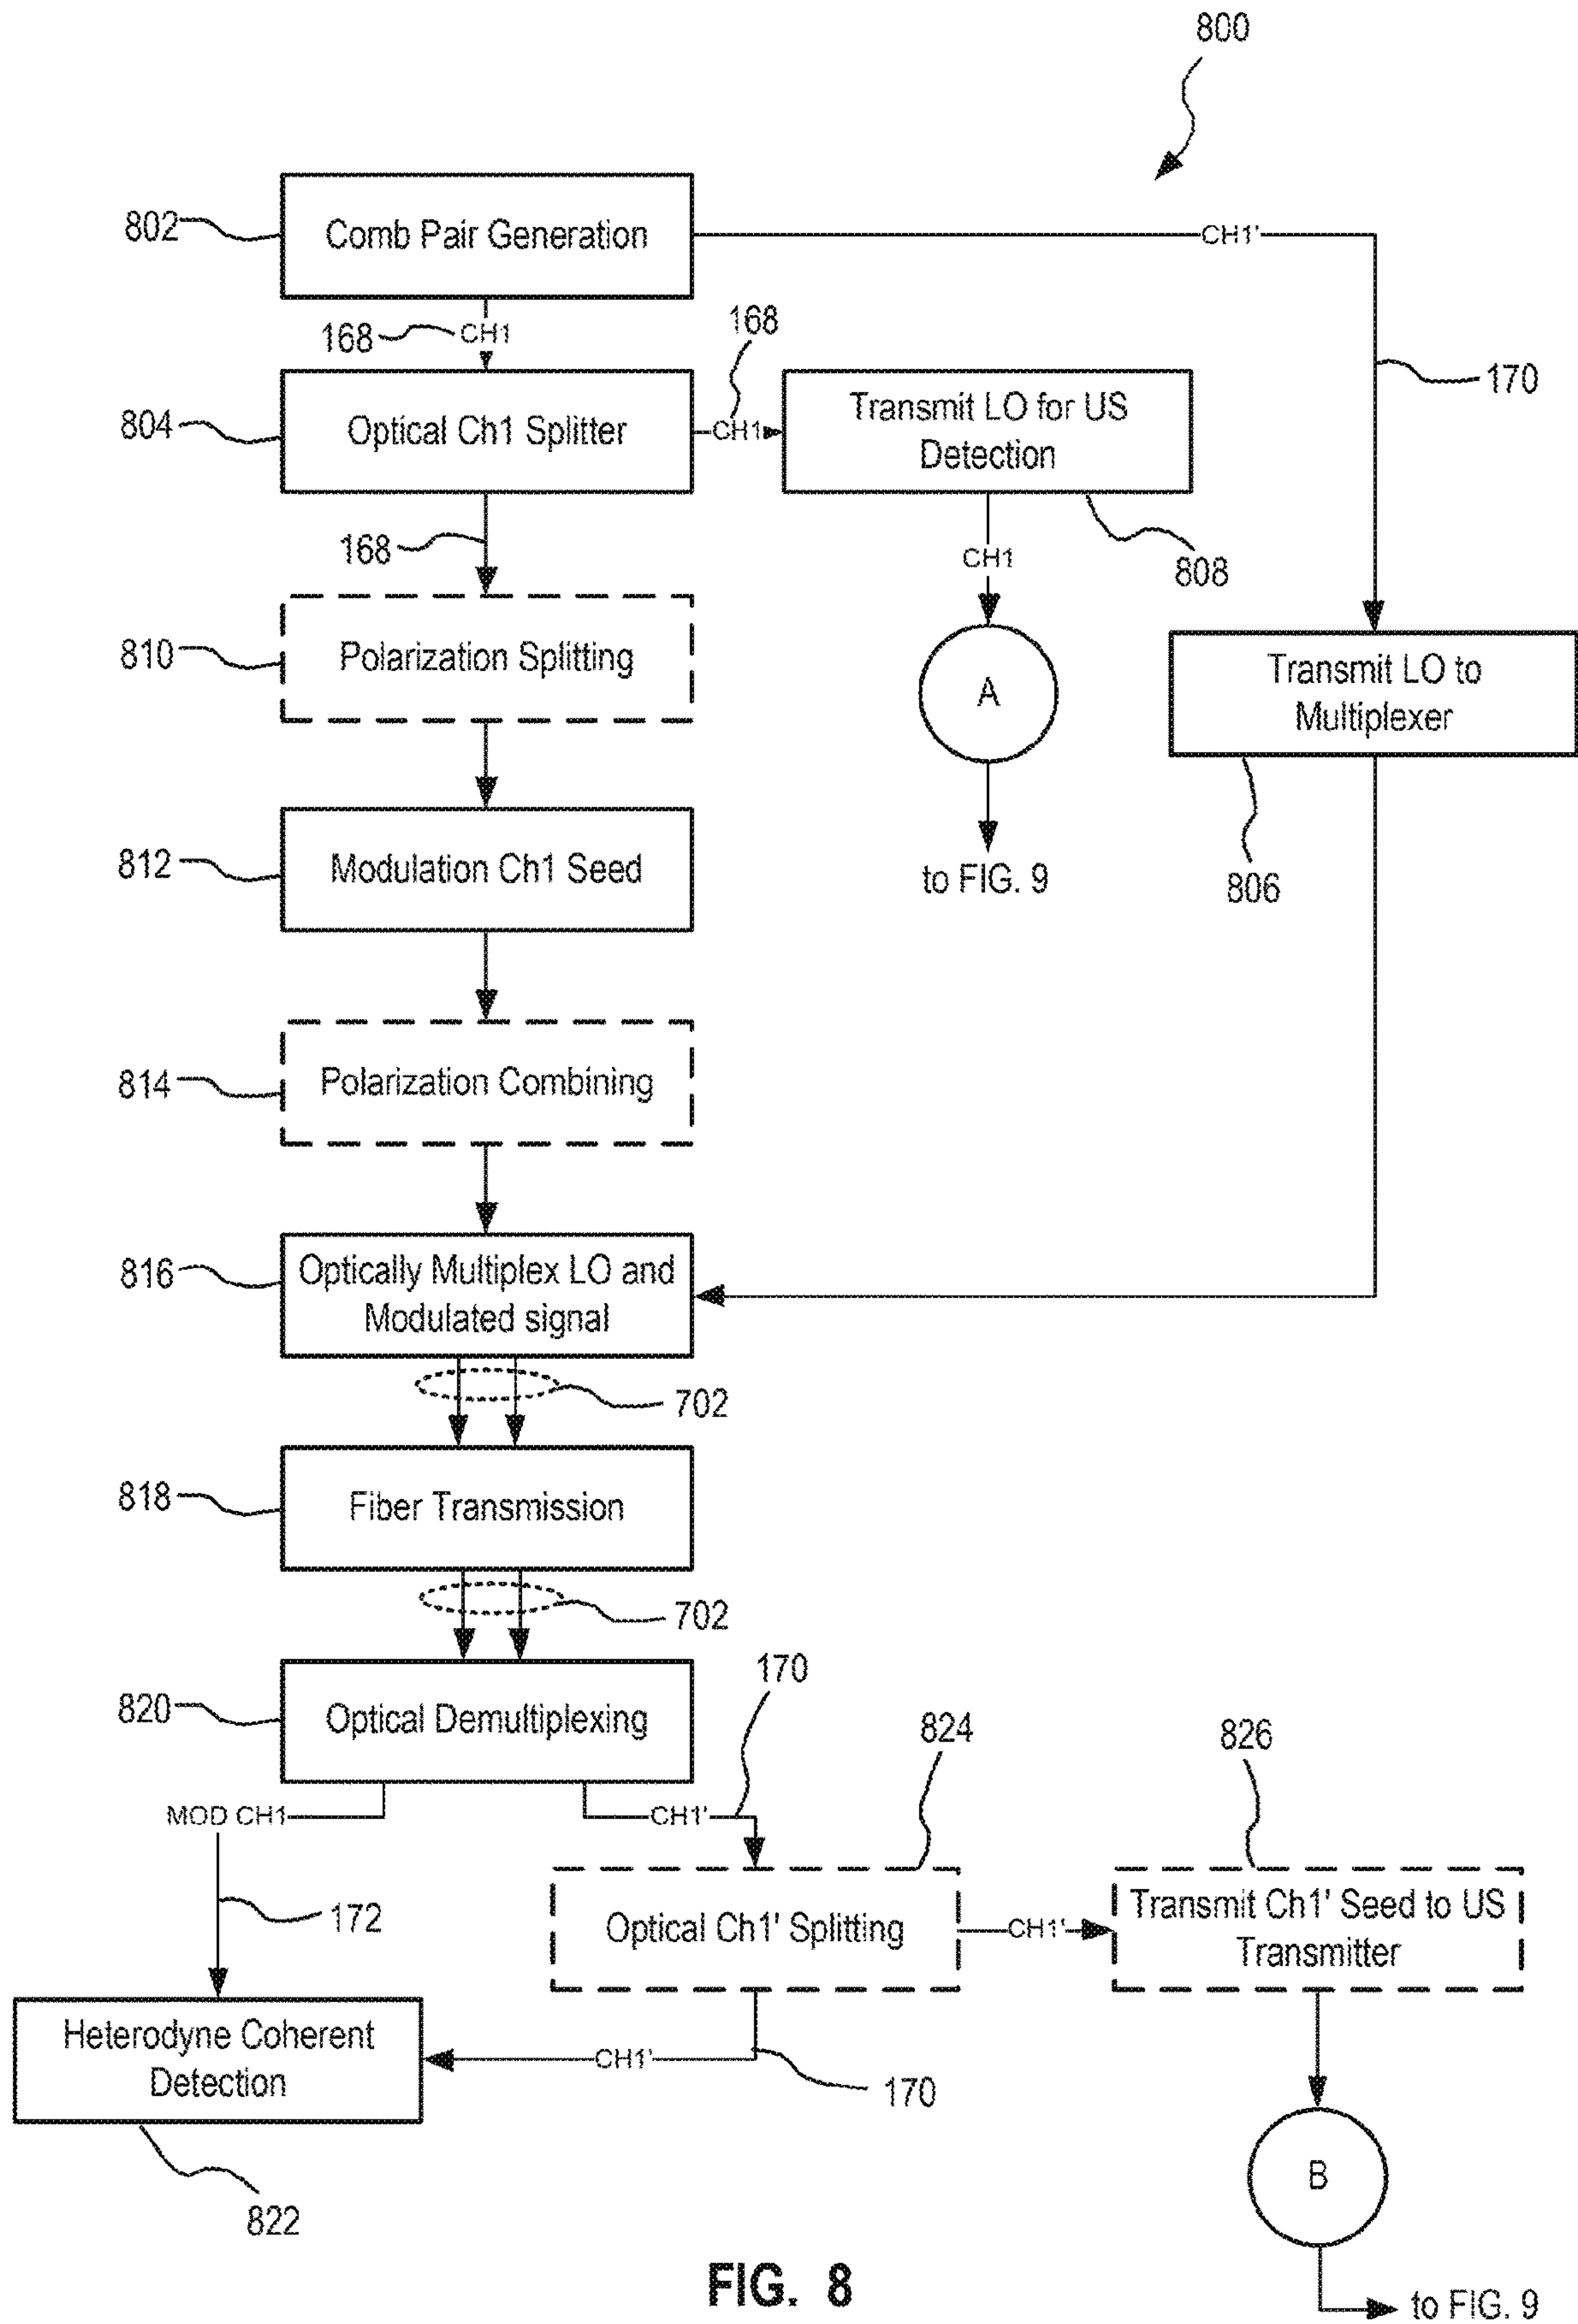 800
802
Comb Pair Generation
CH1'
168
CH1
168
170
804
Optical Ch1 Splitter
CH1
Transmit LO for US
Detection
168
CH1
808
810
Polarization Splitting
A
Transmit LO to
Multiplexer
812
Modulation Ch1 Seed
to FIG. 9
806
814
Polarization Combining
816
Optically Multiplex LO and
Modulated signal
702
818
Fiber Transmission
702
820
Optical Demultiplexing
170
824
826
MOD CH1
CH1'
172
Optical Ch1' Splitting
CH1'
Transmit Ch1' Seed to US
Transmitter
Heterodyne Coherent
Detection
CH1'
170
822
B
FIG. 8
to FIG. 9